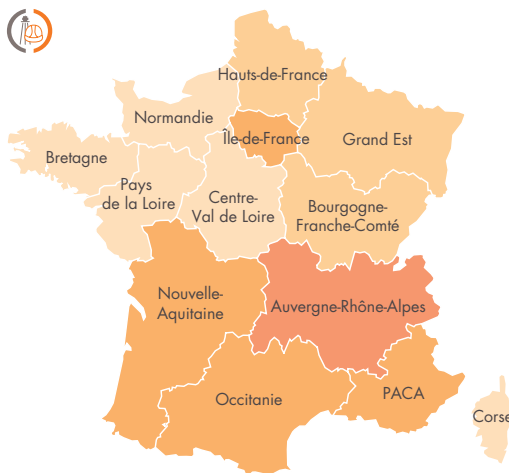 Hauts-de-France
Normandie
Île-de-France
Grand Est
Bretagne
Pays
de la Loire
Centre-
Val de Loire
Bourgogne-
Franche-Comté
Nouvelle-
Aquitaine
Auvergne-Rhône-Alpes
Occitanie
PACA
Corse